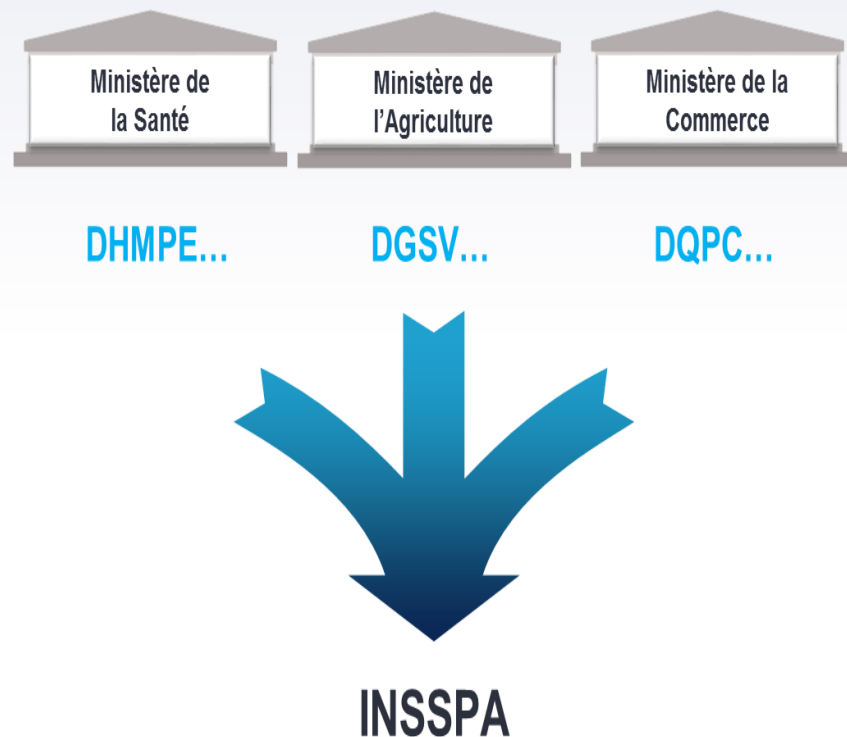 Ministère de
la Santé
Ministère de
l'Agriculture
Ministère de la
Commerce
DHMPE...
DGSV...
DQPC...
INSSPA